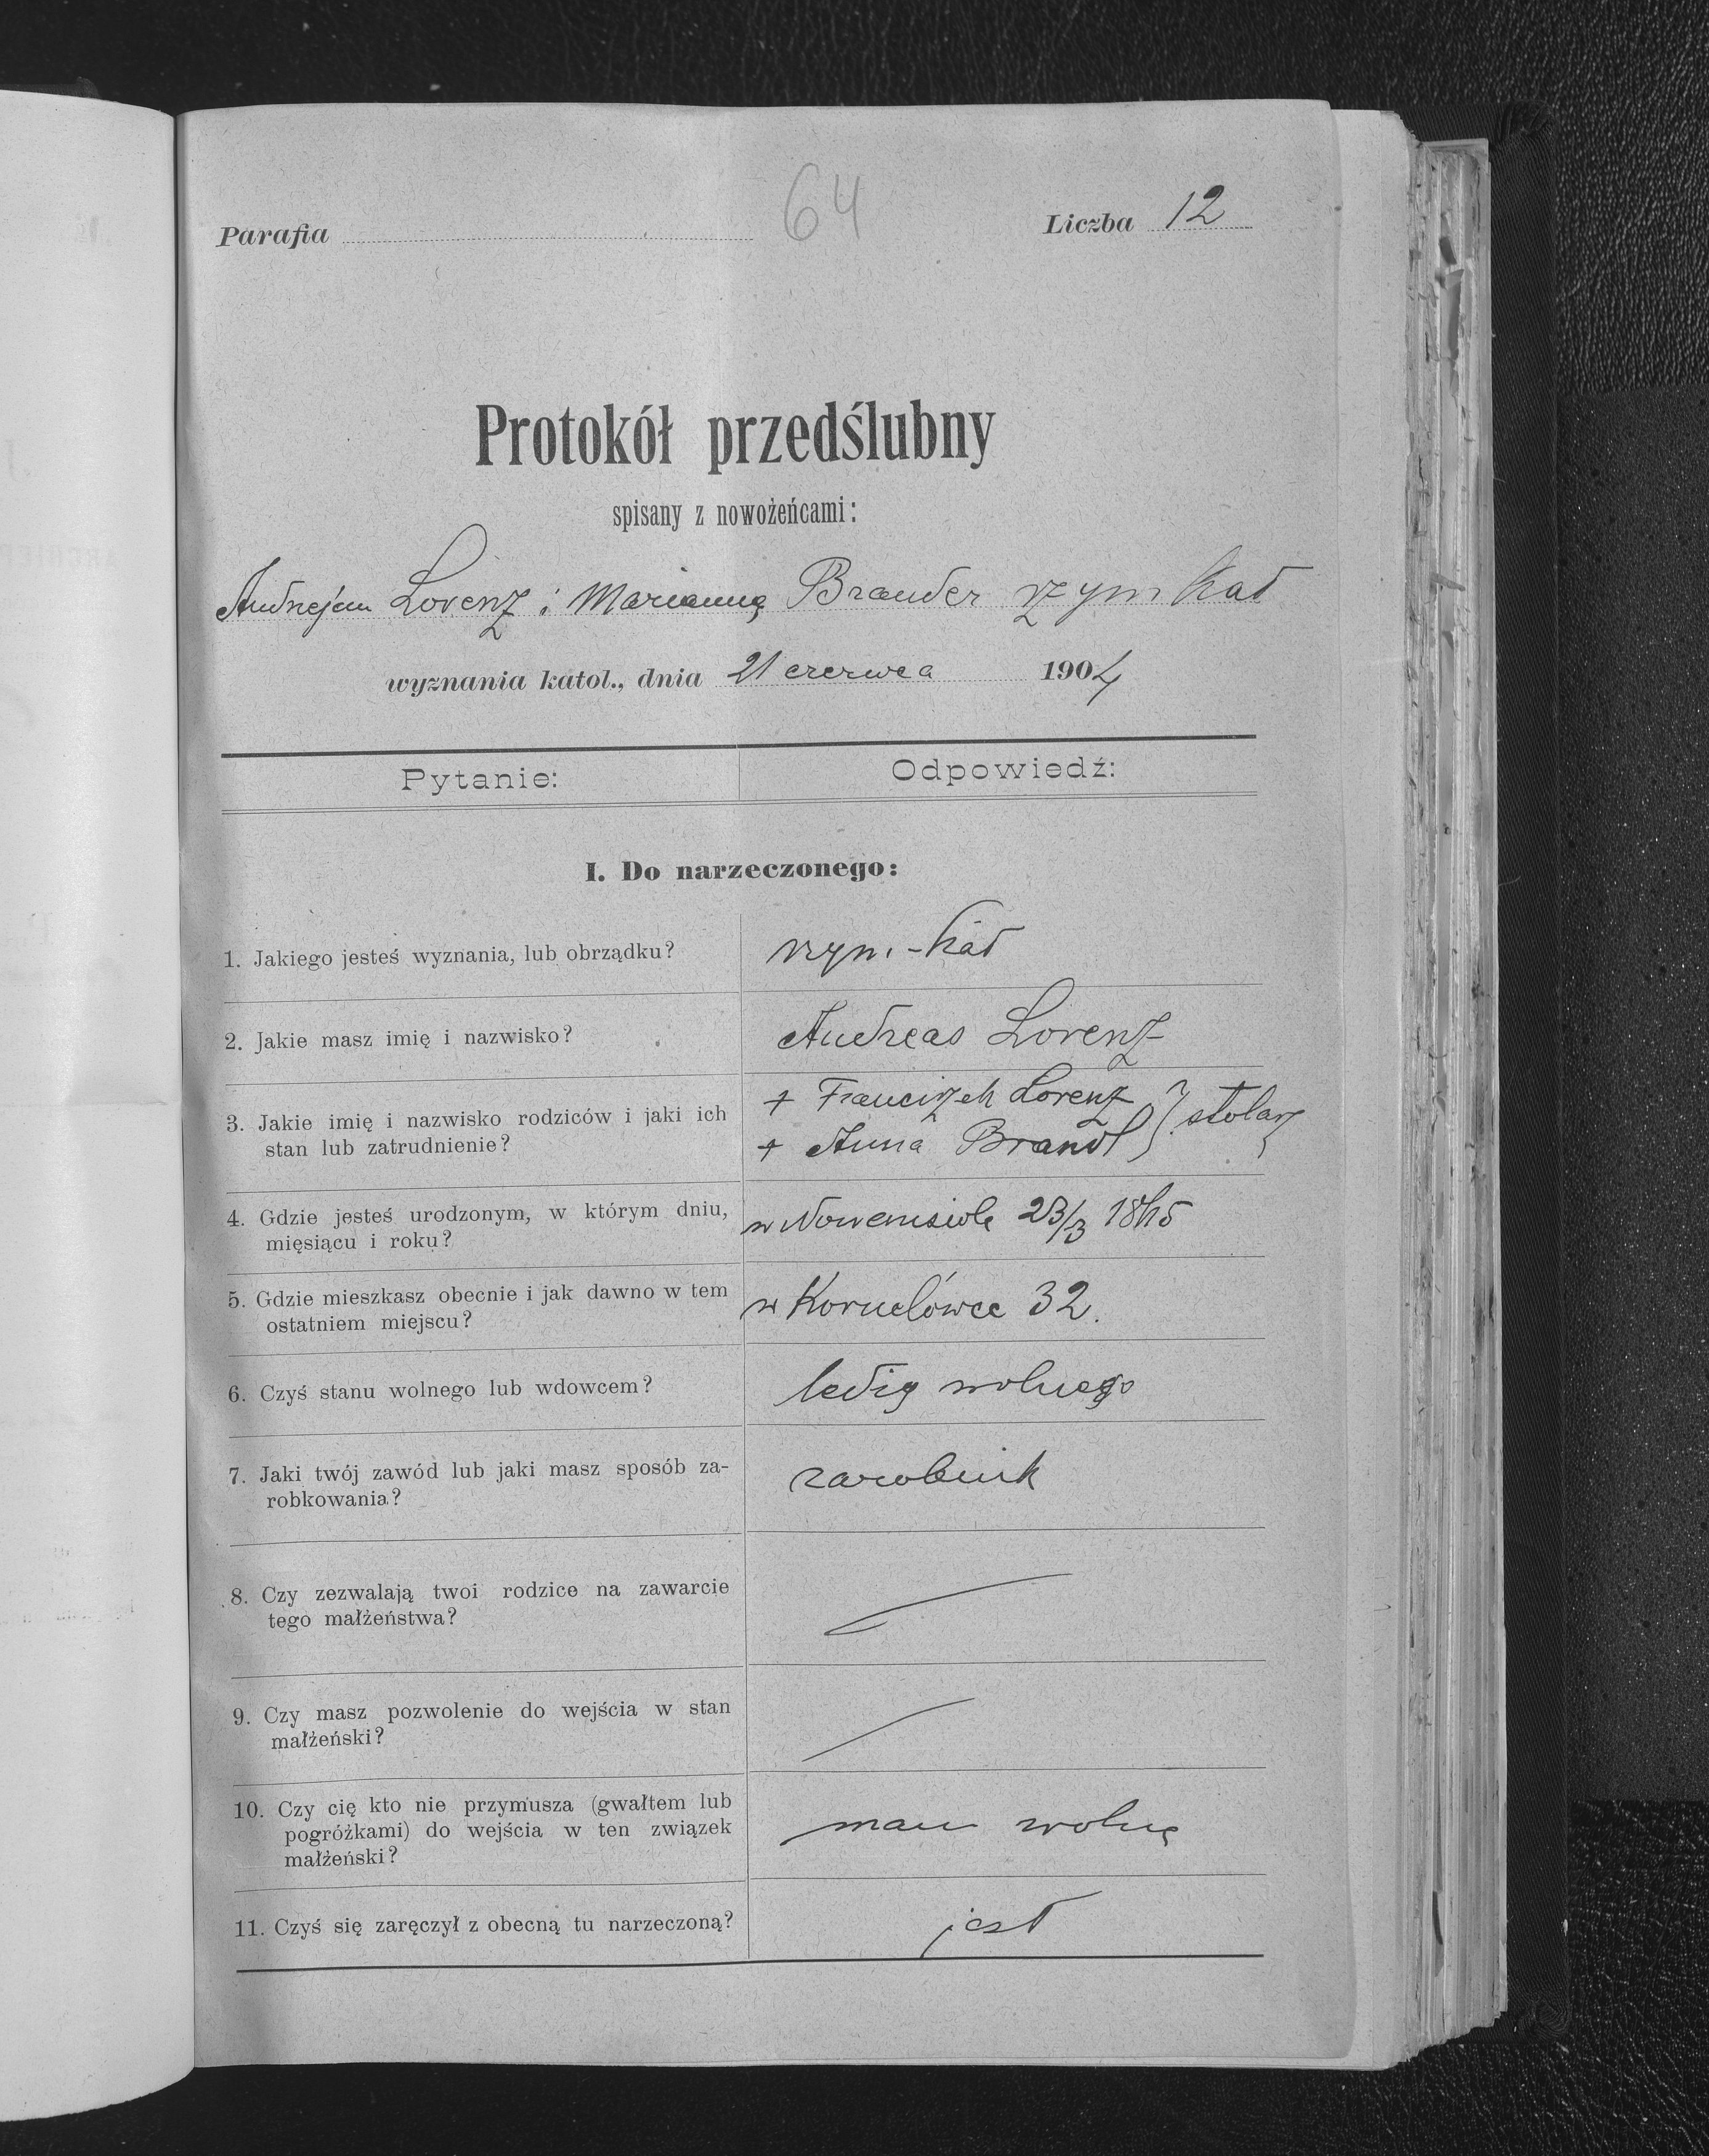 64
Parafia
Liczba 12
Protokół przedślubny
spisany z nowożeńcami:
Andrejem Lorenz i Marianną Brander rzym kat
wyznania katol., dnia 21 czerwca 1904
Pytanie: Odpowiedź:
I. Do narzeczonego:
1. Jakiego jesteś wyznania, lub obrządku? rzym.-kat
2. Jakie masz imię i nazwisko? Andreas Lorenz
3. Jakie imię i nazwisko rodziców i jaki ich
stan lub zatrudnienie?
+ Franciszek Lorenz
+ Anna Brandl } stolarz
4. Gdzie jesteś urodzonym, w którym dniu,
mięsiącu i roku?
w 23/3
5. Gdzie mieszkasz obecnie i jak dawno w tem
ostatniem miejscu?
w Kornelówce 32.
6. Czyś stanu wolnego lub wdowcem? ledig wolnego
7. Jaki twój zawód lub jaki masz sposób za-
robkowania?
zarobnik
8. Czy zezwalają twoi rodzice na zawarcie
tego małżeństwa?
9. Czy masz pozwolenie do wejścia w stan
małżeński?
10. Czy cię kto nie przymusza (gwałtem lub
pogróżkami) do wejścia w ten związek
małżeński?
mam wolnę
11. Czyś się zaręczył z obecną tu narzeczoną? jest